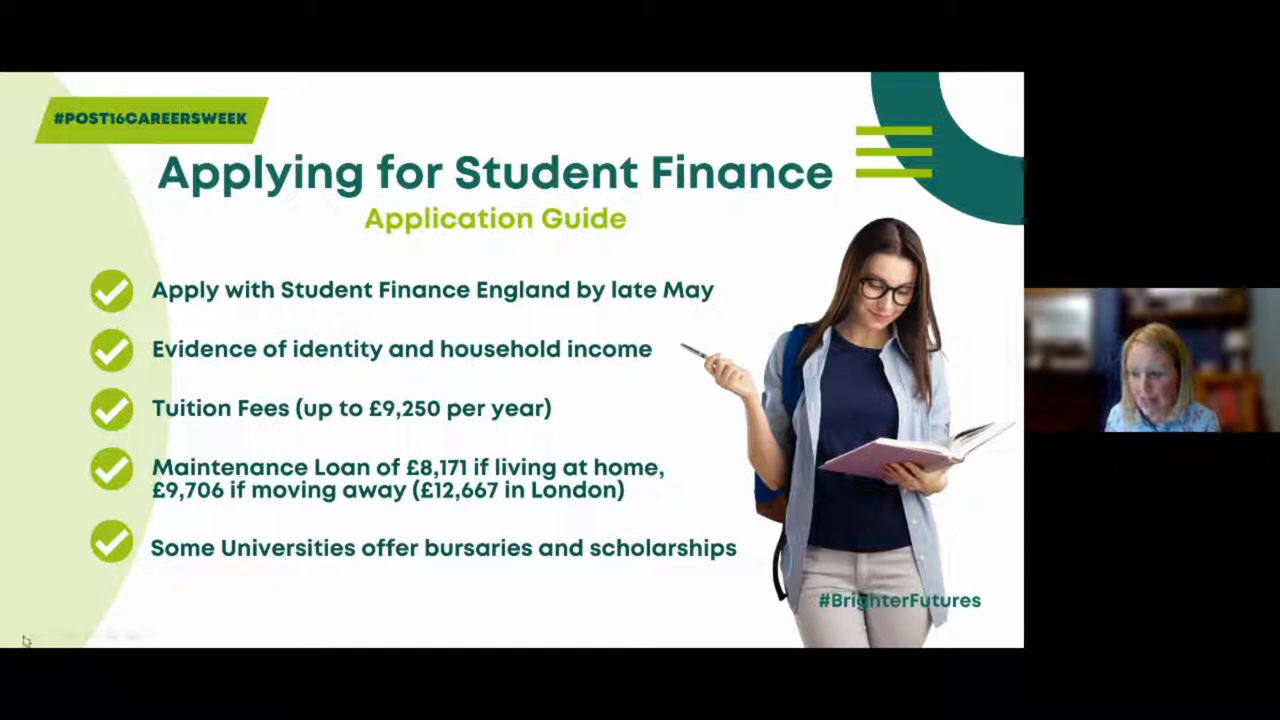 #POST16CAREERSWEEK
Applying for Student Finance
Application Guide
Apply with Student Finance England by late May
Evidence of identity and household income
Tuition Fees (up to £9,250 per year)
Maintenance Loan of £8,171 if living at home,
£9,706 if moving away (£12,667 in London)
Some Universities offer bursaries and scholarships
#BrighterFutures